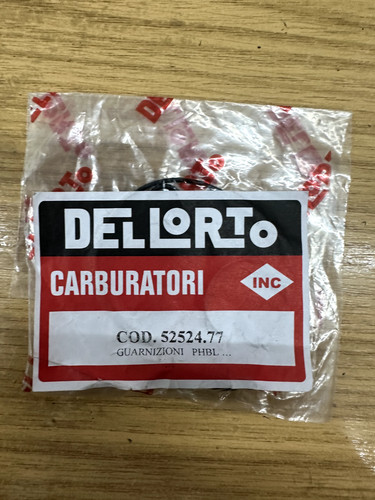 DELLORTO
CARBURATORI
INC
COD. 52524.77
GUARNIZIONI PHBL ...